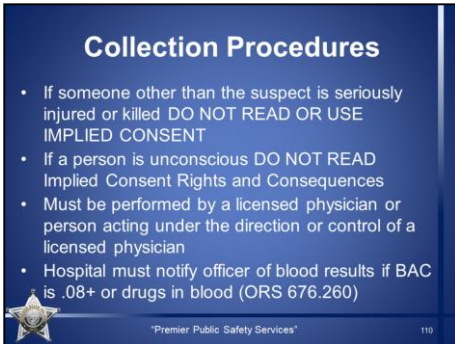 Collection Procedures
• If someone other than the suspect is seriously
injured or killed DO NOT READ OR USE
IMPLIED CONSENT
• If a person is unconscious DO NOT READ
Implied Consent Rights and Consequences
• Must be performed by a licensed physician or
person acting under the direction or control of a
licensed physician
• Hospital must notify officer of blood results if BAC
is .08+ or drugs in blood (ORS 676.260)
"Premier Public Safety Services"
110